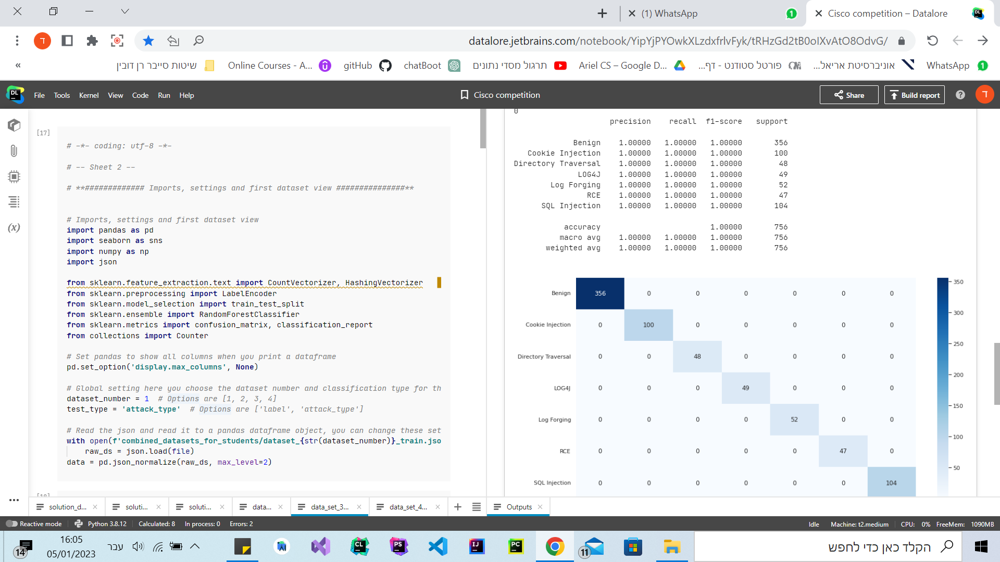 (1) WhatsApp
Cisco competition – Datalore
datalore.jetbrains.com/notebook/YipYjPYOwkXLzdxfrlvFyk/tRHzGd2tB0oIXvAtO8OdvG/
שיטות סייבר רן דובין
Online Courses - A...
gitHub
chatBoot
תרגול מסדי נתונים
Ariel CS – Google D...
פורטל סטודנט - דף...
אוניברסיטת אריאל...
WhatsApp
File Tools Kernel View Code Run Help
Cisco competition
Share
Build report
[17]
# -*- coding: utf-8 -*-
# -- Sheet 2 --
# **############# Imports, settings and first dataset view ###############**
# Imports, settings and first dataset view
import pandas as pd
import seaborn as sns
import numpy as np
import json
from sklearn.feature_extraction.text import CountVectorizer, HashingVectorizer
from sklearn.preprocessing import LabelEncoder
from sklearn.model_selection import train_test_split
from sklearn.ensemble import RandomForestClassifier
from sklearn.metrics import confusion_matrix, classification_report
from collections import Counter
# Set pandas to show all columns when you print a dataframe
pd.set_option('display.max_columns', None)
# Global setting here you choose the dataset number and classification type for th
dataset_number = 1 # Options are [1, 2, 3, 4]
test_type = 'attack_type' # Options are ['label', 'attack_type']
# Read the json and read it to a pandas dataframe object, you can change these set
with open(f'combined_datasets_for_students/dataset_{str(dataset_number)}_train.jso
raw_ds = json.load(file)
data = pd.json_normalize(raw_ds, max_level=2)
0
precision recall f1-score support
Benign 1.00000 1.00000 1.00000 356
Cookie Injection 1.00000 1.00000 1.00000 100
Directory Traversal 1.00000 1.00000 1.00000 48
LOG4J 1.00000 1.00000 1.00000 49
Log Forging 1.00000 1.00000 1.00000 52
RCE 1.00000 1.00000 1.00000 47
SQL Injection 1.00000 1.00000 1.00000 104
accuracy 1.00000 756
macro avg 1.00000 1.00000 1.00000 756
weighted avg 1.00000 1.00000 1.00000 756
Benign 356 0 0 0 0 0 0
Cookie Injection 0 100 0 0 0 0 0
Directory Traversal 0 0 48 0 0 0 0
LOG4J 0 0 0 49 0 0 0
Log Forging 0 0 0 0 52 0 0
RCE 0 0 0 0 0 47 0
SQL Injection 0 0 0 0 0 0 104
350
300
250
200
150
100
50
solution_d...
soluti...
soluti...
data...
data_set_3...
data_set_4...
Outputs
Reactive mode Python 3.8.12 Calculated: 8 In process: 0 Errors: 2
Idle Machine: t2.medium CPU: 0% FreeMem: 1090MB
14
16:05
05/01/2023
עבר
11
הקלד כאן כדי לחפש